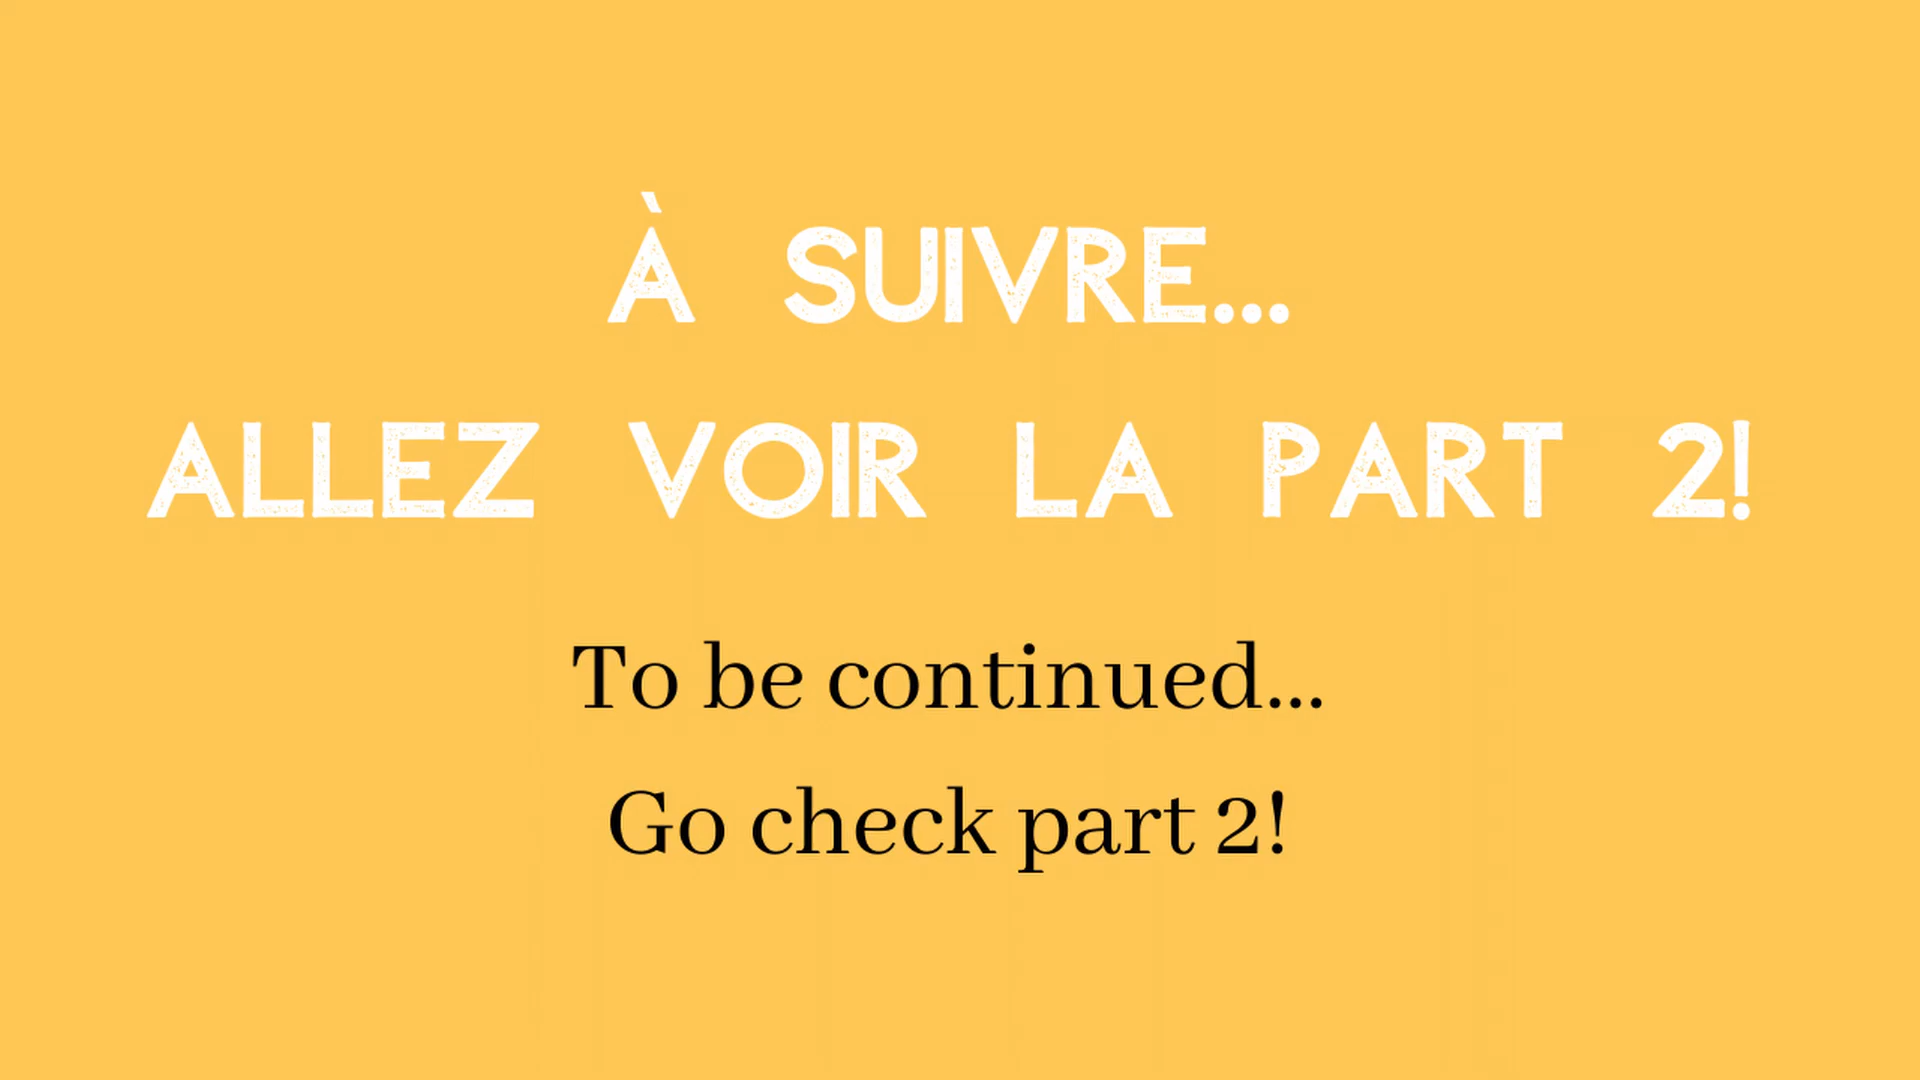 À SUIVRE...
ALLEZ VOIR LA PART 2!
To be continued...
Go check part 2!